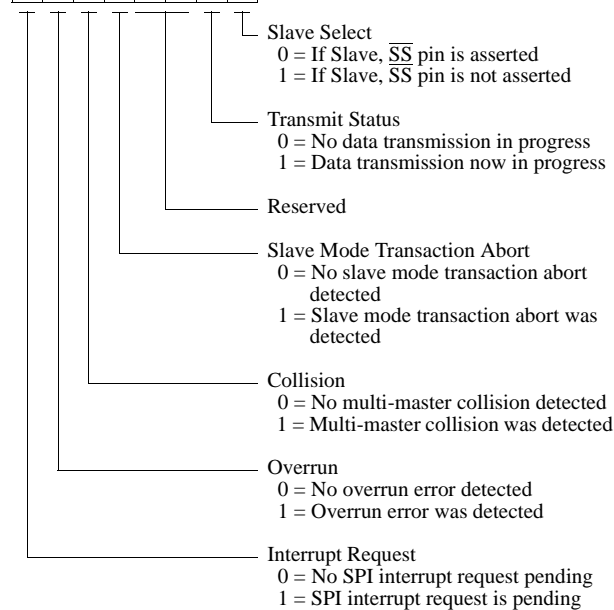 Slave Select
0 = If Slave, S̅S̅ pin is asserted
1 = If Slave, S̅S̅ pin is not asserted
Transmit Status
0 = No data transmission in progress
1 = Data transmission now in progress
Reserved
Slave Mode Transaction Abort
0 = No slave mode transaction abort
detected
1 = Slave mode transaction abort was
detected
Collision
0 = No multi-master collision detected
1 = Multi-master collision was detected
Overrun
0 = No overrun error detected
1 = Overrun error was detected
Interrupt Request
0 = No SPI interrupt request pending
1 = SPI interrupt request is pending